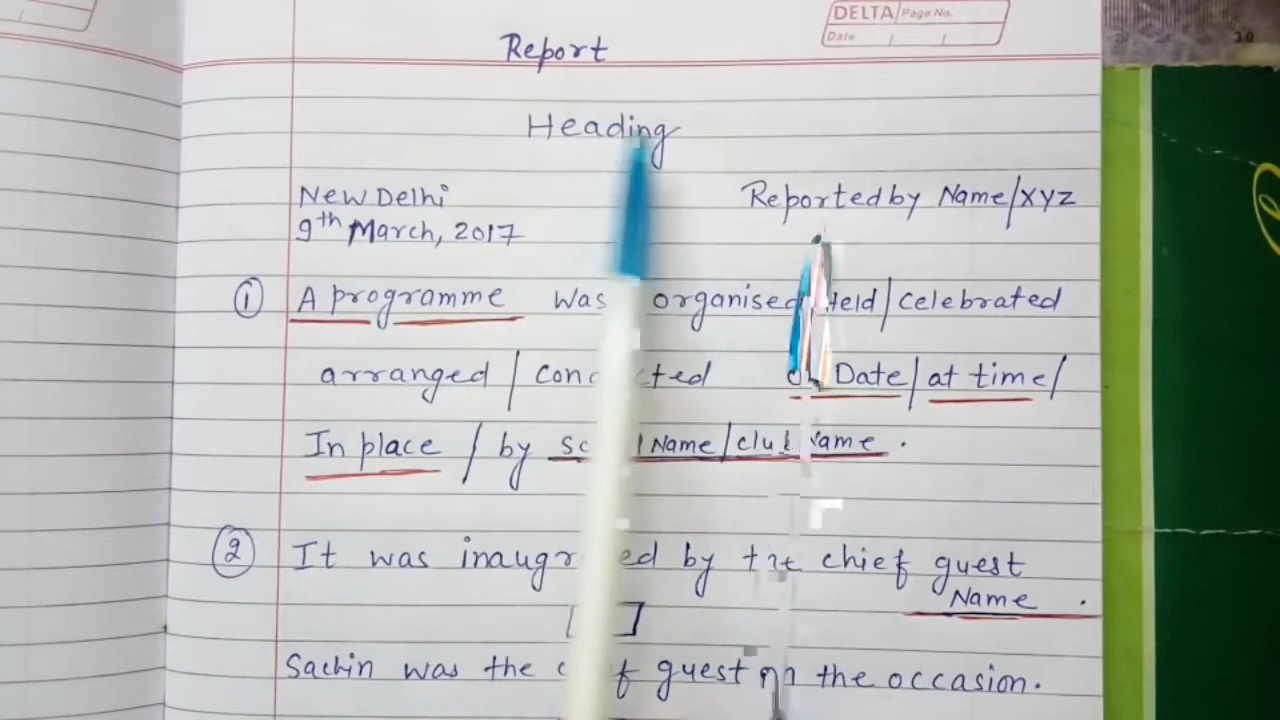 DELTA Page No.
Date
10
Report
Heading
New Delhi
Reported by Name/XYZ
9th March, 2017
① A programme was organised held/celebrated
arranged / /
Date/at time/
In place / by Name/
② It was by the chief guest
Name .
[ ]
Sachin was the guest on the occasion.